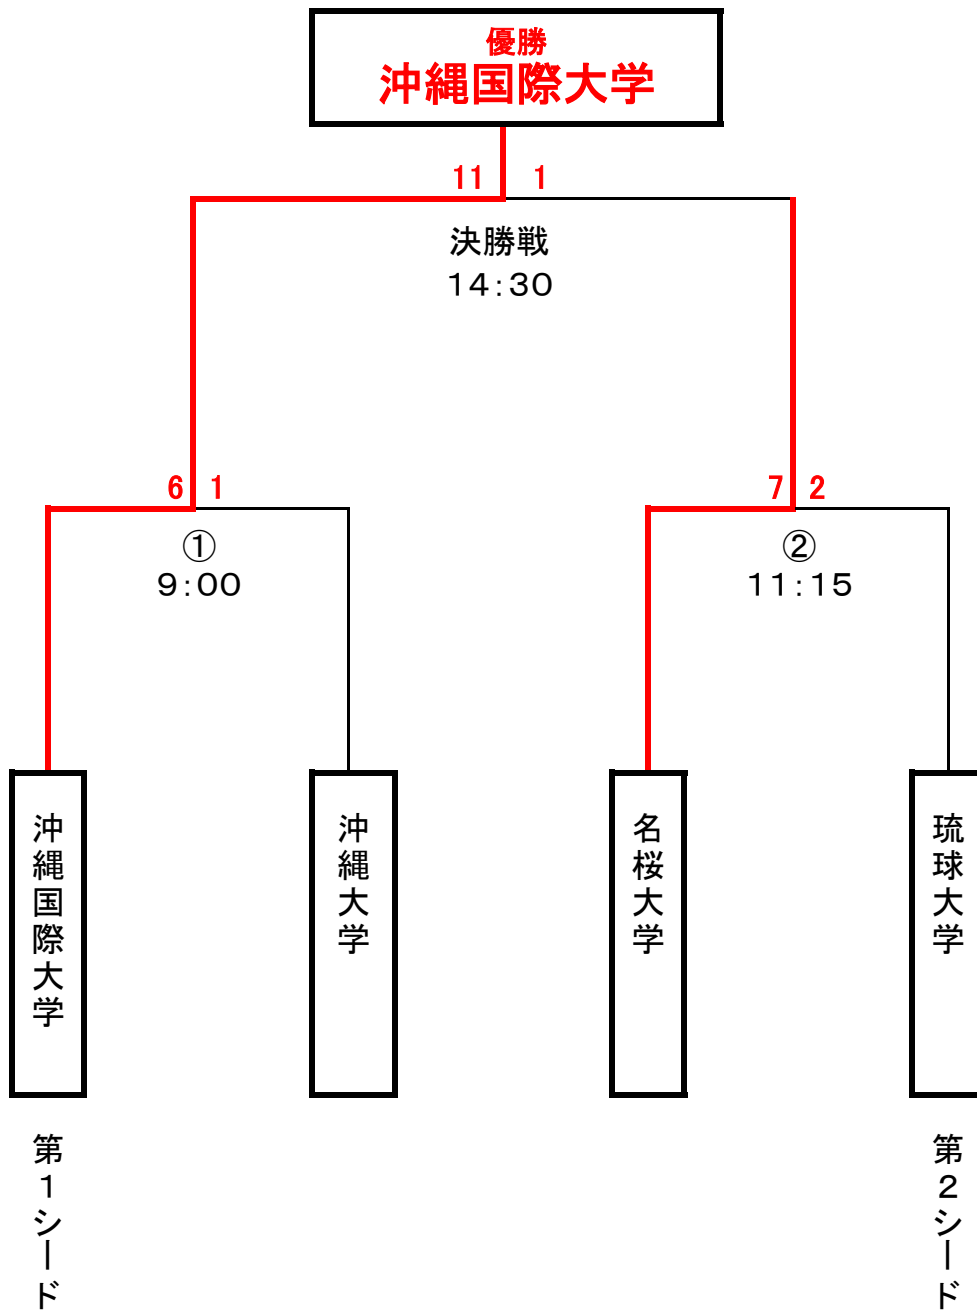 優勝
沖縄国際大学
11 1
決勝戦
14:30
6 1
①
9:00
7 2
②
11:15
沖縄国際大学
沖縄大学
名桜大学
琉球大学
第1シード
第2シード